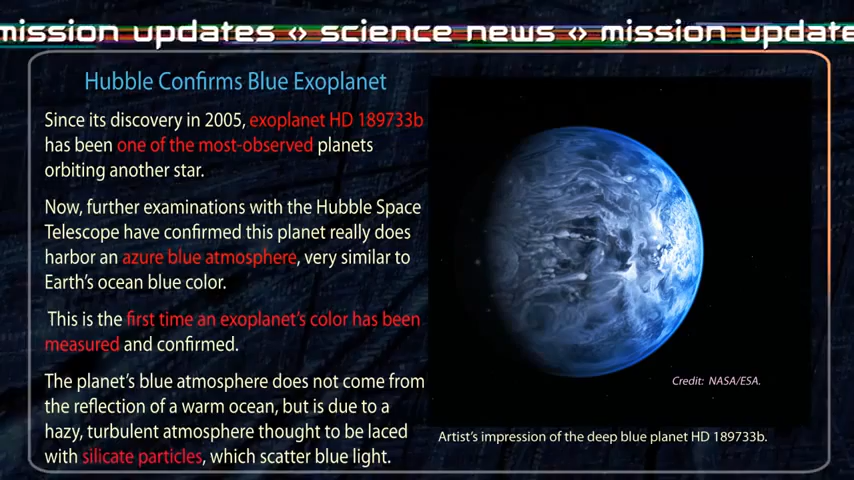 mission updates ‹› science news ‹› mission update
Hubble Confirms Blue Exoplanet
Since its discovery in 2005, exoplanet HD 189733b
has been one of the most-observed planets
orbiting another star.
Now, further examinations with the Hubble Space
Telescope have confirmed this planet really does
harbor an azure blue atmosphere, very similar to
Earth's ocean blue color.
This is the first time an exoplanet's color has been
measured and confirmed.
The planet's blue atmosphere does not come from
the reflection of a warm ocean, but is due to a
hazy, turbulent atmosphere thought to be laced
with silicate particles, which scatter blue light.
Credit: NASA/ESA.
Artist's impression of the deep blue planet HD 189733b.